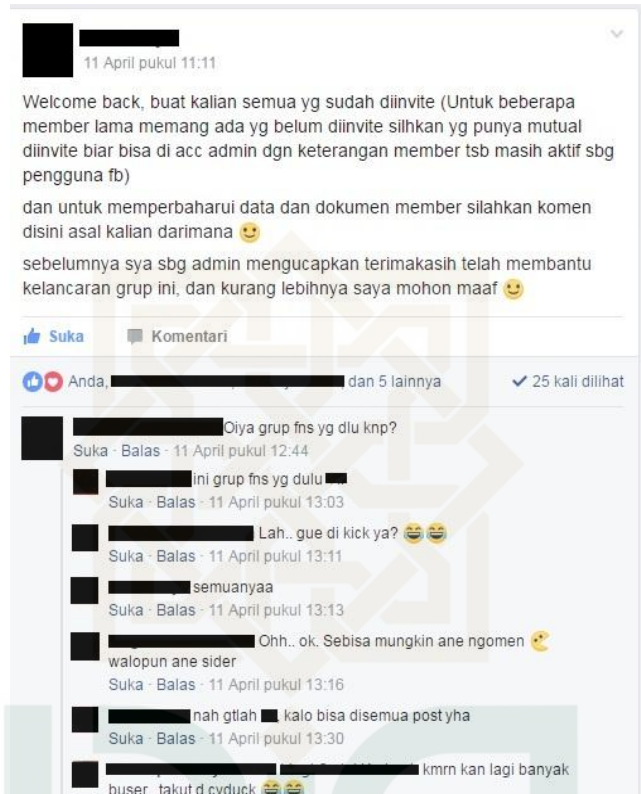 11 April pukul 11:11
Welcome back, buat kalian semua yg sudah diinvite (Untuk beberapa
member lama memang ada yg belum diinvite silhkan yg punya mutual
diinvite biar bisa di acc admin dgn keterangan member tsb masih aktif sbg
pengguna fb)
dan untuk memperbaharui data dan dokumen member silahkan komen
disini asal kalian darimana
sebelumnya sya sbg admin mengucapkan terimakasih telah membantu
kelancaran grup ini, dan kurang lebihnya saya mohon maaf
Suka Komentari
Anda, dan 5 lainnya 25 kali dilihat
Oiya grup fns yg dlu knp?
Suka · Balas · 11 April pukul 12:44
ini grup fns yg dulu
Suka · Balas · 11 April pukul 13:03
Lah.. gue di kick ya?
Suka · Balas · 11 April pukul 13:11
semuanyaa
Suka · Balas · 11 April pukul 13:13
Ohh.. ok. Sebisa mungkin ane ngomen
walopun ane sider
Suka · Balas · 11 April pukul 13:16
nah gtlah , kalo bisa disemua post yha
Suka · Balas · 11 April pukul 13:30
kmrn kan lagi banyak
buser.. takut d cyduck